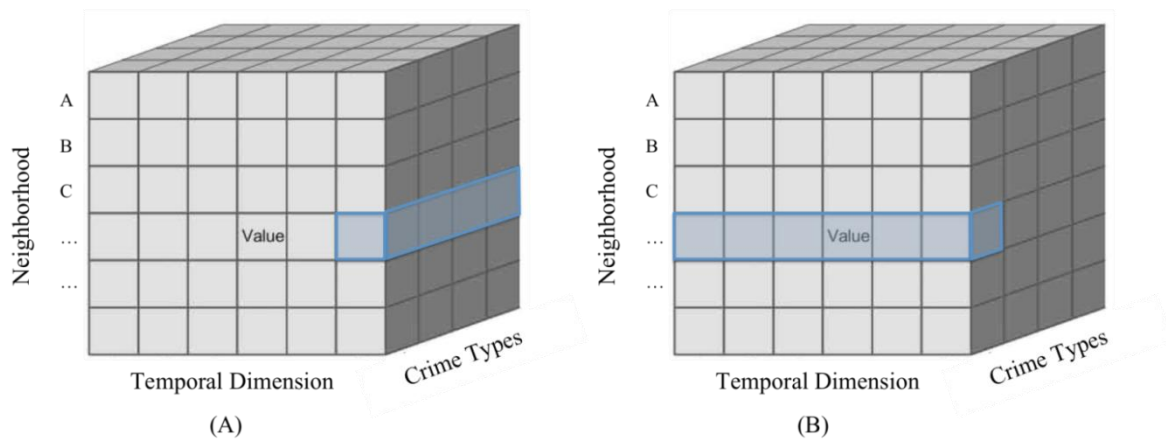 A
B
C
...
...
Neighborhood
Value
Temporal Dimension
Crime Types
(A)
A
B
C
...
...
Neighborhood
Value
Temporal Dimension
Crime Types
(B)